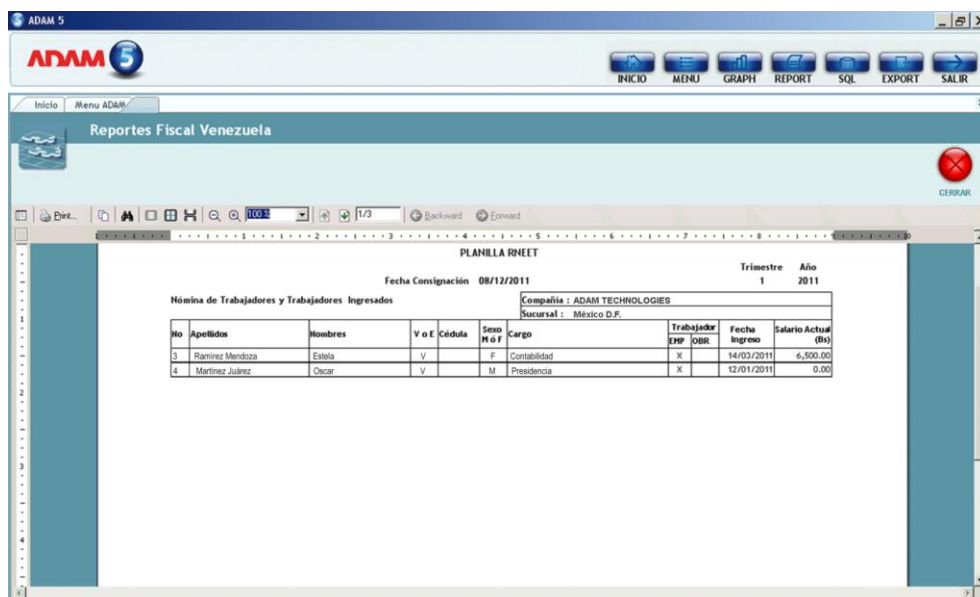 ADAM 5
ADAM 5
INICIO MENU GRAPH REPORT SQL EXPORT SALIR
Inicio Menu ADAM
Reportes Fiscal Venezuela
CERRAR
Print... 100% 1/3 Backward Forward
PLANILLA RNEET
Trimestre Año
Fecha Consignación 08/12/2011 1 2011
Nómina de Trabajadores y Trabajadores Ingresados Compañia : ADAM TECHNOLOGIES
Sucursal : México D.F.
No Apellidos Nombres V o E Cédula Sexo M ó F Cargo Trabajador EMP OBR Fecha Ingreso Salario Actual (Bs)
3 Ramirez Mendoza Estela V F Contabilidad X 14/03/2011 6,500.00
4 Martinez Juárez Oscar V M Presidencia X 12/01/2011 0.00